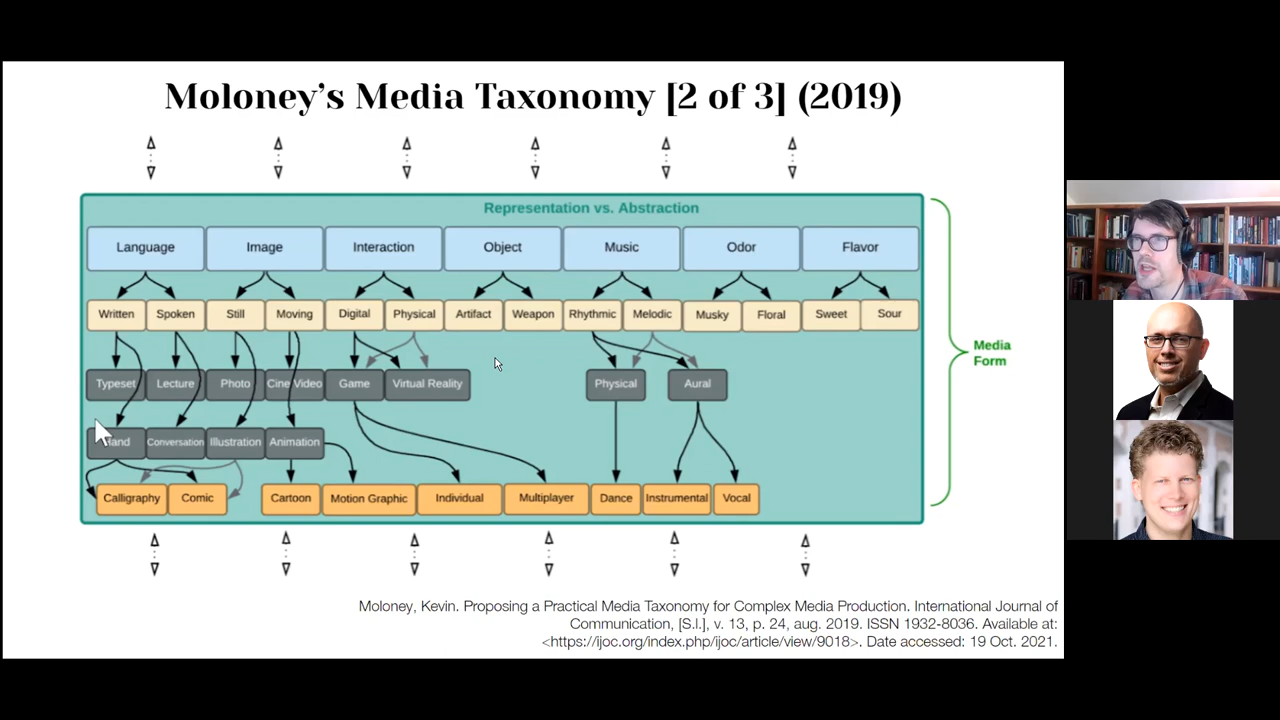 Moloney's Media Taxonomy [2 of 3] (2019)
Representation vs. Abstraction
Language Image Interaction Object Music Odor Flavor
Written Spoken Still Moving Digital Physical Artifact Weapon Rhythmic Melodic Musky Floral Sweet Sour
Media
Form
Typeset Lecture Photo Cine Video Game Virtual Reality Physical Aural
Conversation Illustration Animation
Calligraphy Comic Cartoon Motion Graphic Individual Multiplayer Dance Instrumental Vocal
Moloney, Kevin. Proposing a Practical Media Taxonomy for Complex Media Production. International Journal of
Communication, [S.l.], v. 13, p. 24, aug. 2019. ISSN 1932-8036. Available at:
<https://ijoc.org/index.php/ijoc/article/view/9018>. Date accessed: 19 Oct. 2021.